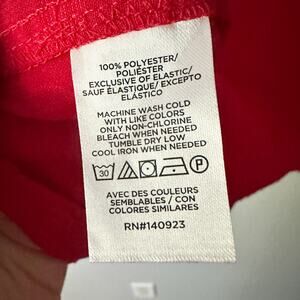 100% POLYESTER/
POLIÉSTER
EXCLUSIVE OF ELASTIC/
SAUF ÉLASTIQUE/ EXCEPTO
ELÁSTICO
MACHINE WASH COLD
WITH LIKE COLORS
ONLY NON-CHLORINE
BLEACH WHEN NEEDED
TUMBLE DRY LOW
COOL IRON WHEN NEEDED
30 P
AVEC DES COULEURS
SEMBLABLES / CON
COLORES SIMILARES
RN#140923